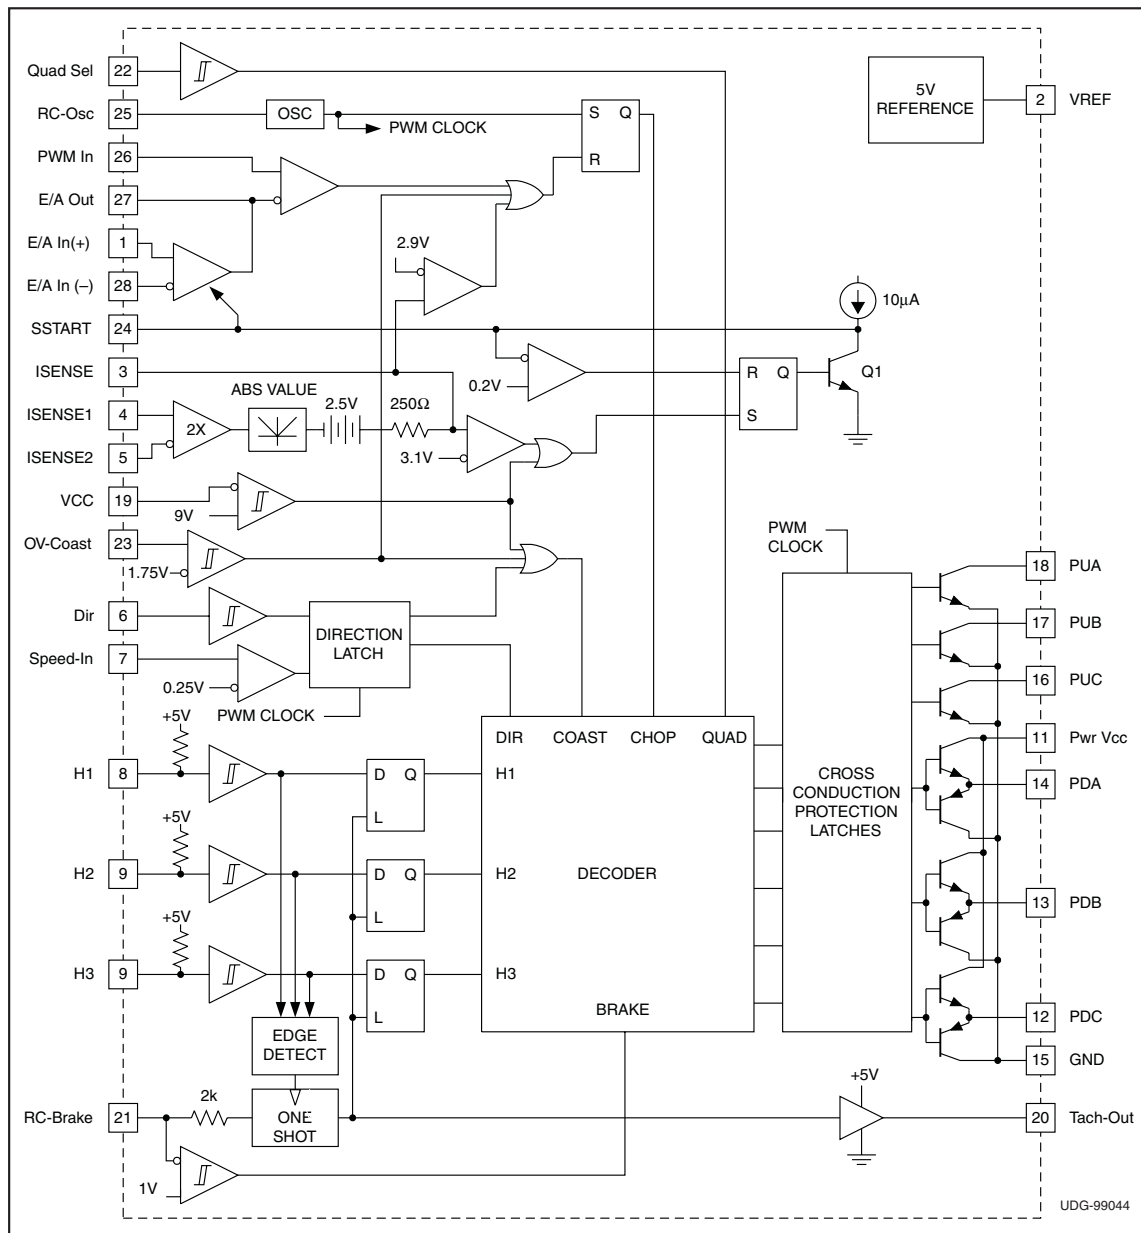 Quad Sel 22
RC-Osc 25 OSC
PWM CLOCK
S Q
R
5V
REFERENCE
2 VREF
PWM In 26
E/A Out 27
E/A In(+) 1
2.9V
E/A In (–) 28
10µA
SSTART 24
ISENSE 3
0.2V
R Q
S
Q1
ABS VALUE
2.5V
250Ω
ISENSE1 4
2X
ISENSE2 5
3.1V
VCC 19
9V
OV-Coast 23
1.75V
PWM
CLOCK
18 PUA
Dir 6
DIRECTION
LATCH
17 PUB
Speed-In 7
0.25V
16 PUC
PWM CLOCK
+5V
DIR COAST CHOP QUAD
11 Pwr Vcc
H1 8
D Q
L
H1
CROSS
CONDUCTION
PROTECTION
LATCHES
14 PDA
+5V
H2 9
D Q
L
H2
DECODER
13 PDB
+5V
H3 9
D Q
L
H3
BRAKE
12 PDC
EDGE
DETECT
15 GND
+5V
RC-Brake 21
2k
ONE
SHOT
20 Tach-Out
1V
UDG-99044